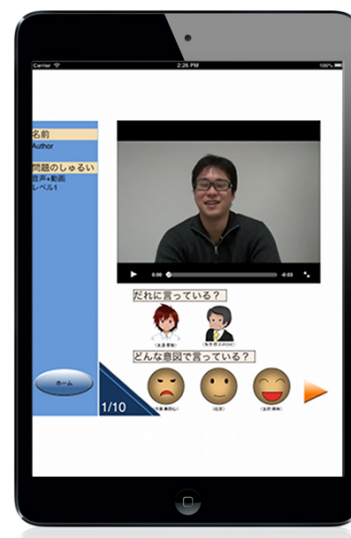 Carrier
2:26 PM
100%
名前
Author
問題のしゅるい
音声+動画
レベル1
0:00
-0:03
だれに言っている?
どんな意図で言っている?
ホーム
1/10